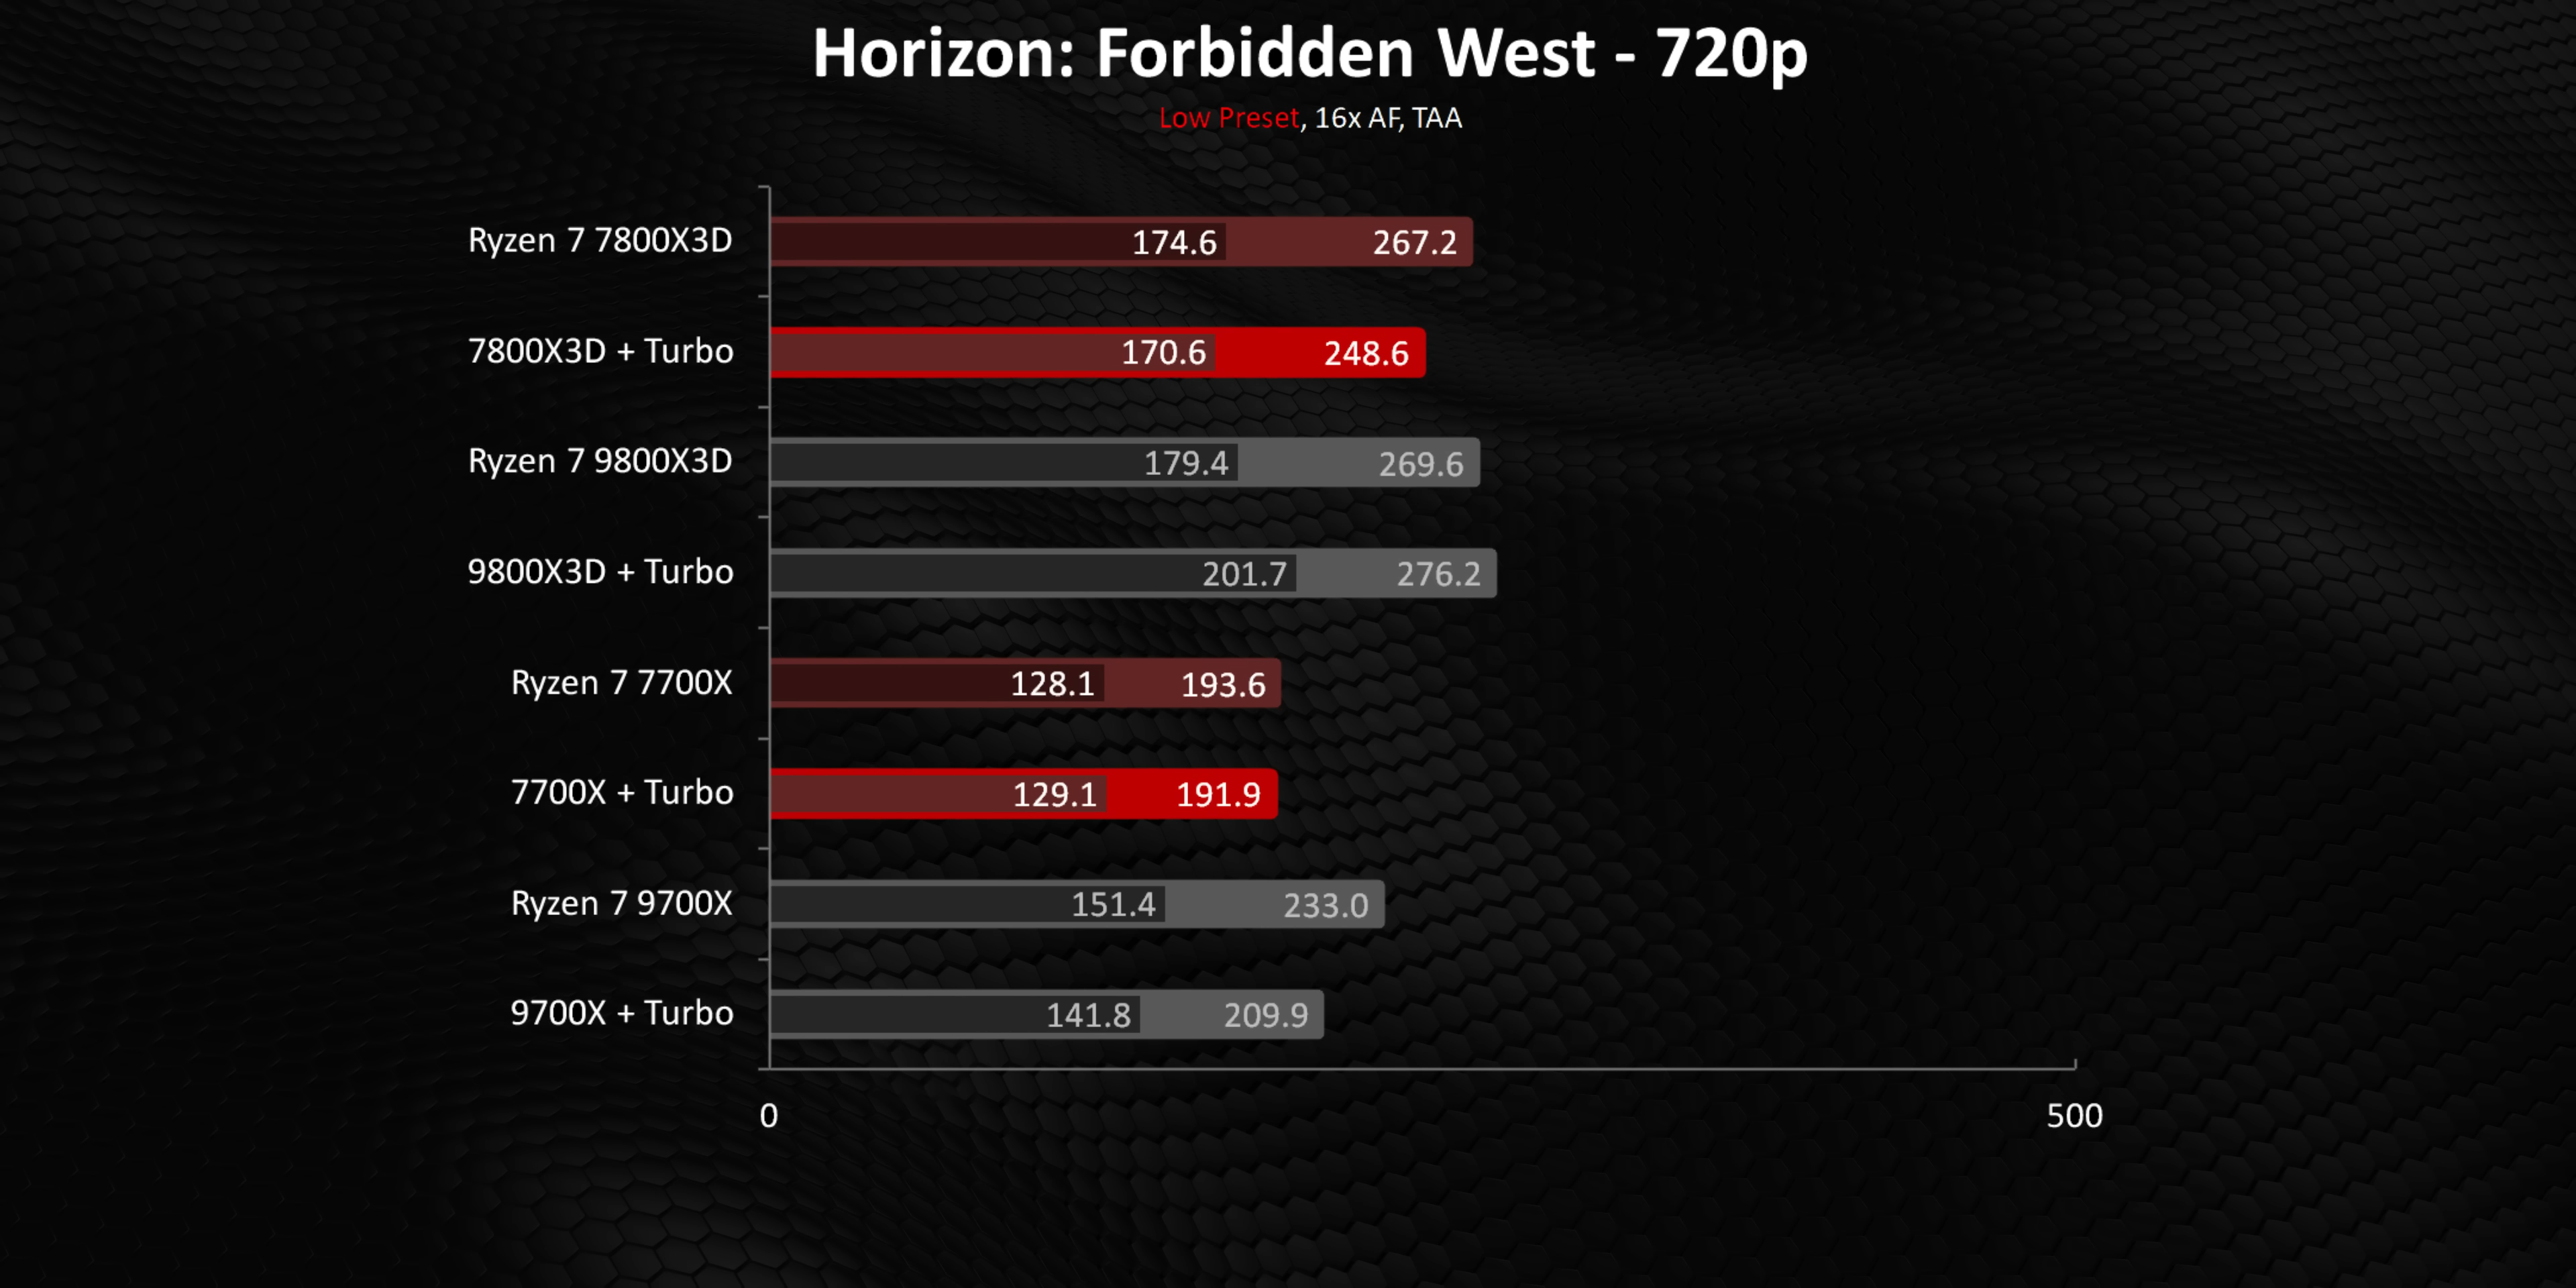 Horizon: Forbidden West - 720p
Low Preset, 16x AF, TAA
Ryzen 7 7800X3D 174.6 267.2
7800X3D + Turbo 170.6 248.6
Ryzen 7 9800X3D 179.4 269.6
9800X3D + Turbo 201.7 276.2
Ryzen 7 7700X 128.1 193.6
7700X + Turbo 129.1 191.9
Ryzen 7 9700X 151.4 233.0
9700X + Turbo 141.8 209.9
0 500